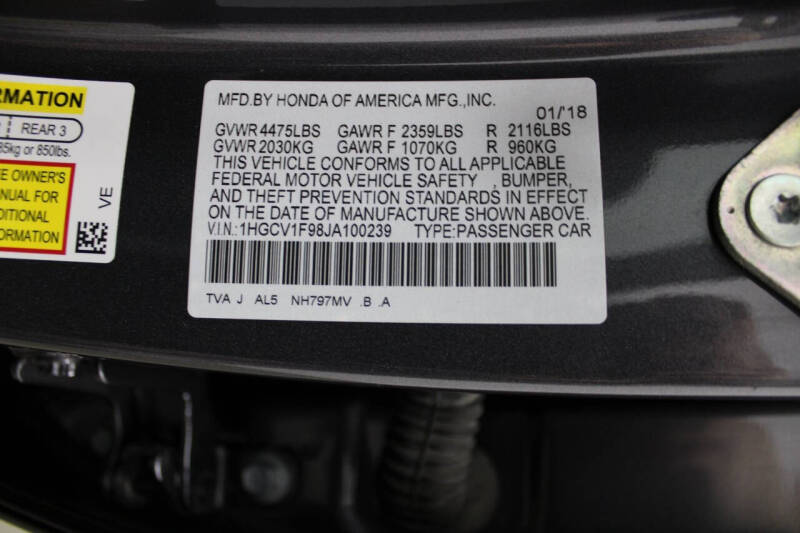 RMATION
REAR 3
85kg or 850lbs.
OWNER'S
ANUAL FOR
DITIONAL
ORMATION
VE
MFD.BY HONDA OF AMERICA MFG.,INC.
01/'18
GVWR 4475LBS GAWR F 2359LBS R 2116LBS
GVWR 2030KG GAWR F 1070KG R 960KG
THIS VEHICLE CONFORMS TO ALL APPLICABLE
FEDERAL MOTOR VEHICLE SAFETY , BUMPER,
AND THEFT PREVENTION STANDARDS IN EFFECT
ON THE DATE OF MANUFACTURE SHOWN ABOVE.
V.I.N.:1HGCV1F98JA100239 TYPE:PASSENGER CAR
TVA J AL5 NH797MV .B .A